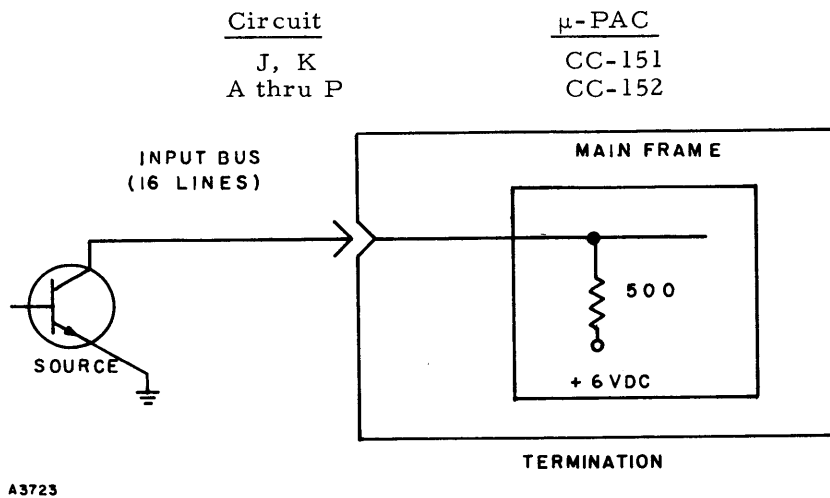 Circuit μ-PAC
J, K CC-151
A thru P CC-152
INPUT BUS
(16 LINES)
MAIN FRAME
500
SOURCE
+ 6 VDC
TERMINATION
A3723